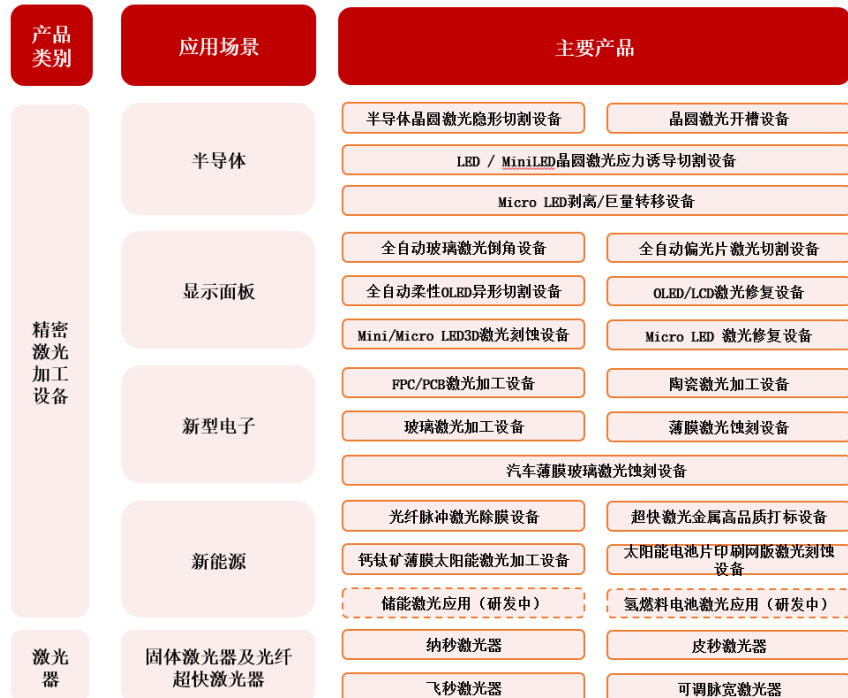 产品
类别
应用场景
主要产品
精密
激光
加工
设备
半导体
半导体晶圆激光隐形切割设备
晶圆激光开槽设备
LED / MiniLED晶圆激光应力诱导切割设备
Micro LED剥离/巨量转移设备
显示面板
全自动玻璃激光倒角设备
全自动偏光片激光切割设备
全自动柔性OLED异形切割设备
OLED/LCD激光修复设备
Mini/Micro LED3D激光刻蚀设备
Micro LED 激光修复设备
新型电子
FPC/PCB激光加工设备
陶瓷激光加工设备
玻璃激光加工设备
薄膜激光蚀刻设备
汽车薄膜玻璃激光蚀刻设备
新能源
光纤脉冲激光除膜设备
超快激光金属高品质打标设备
钙钛矿薄膜太阳能激光加工设备
太阳能电池片印刷网版激光刻蚀
设备
储能激光应用（研发中）
氢燃料电池激光应用（研发中）
激光
器
固体激光器及光纤
超快激光器
纳秒激光器
皮秒激光器
飞秒激光器
可调脉宽激光器